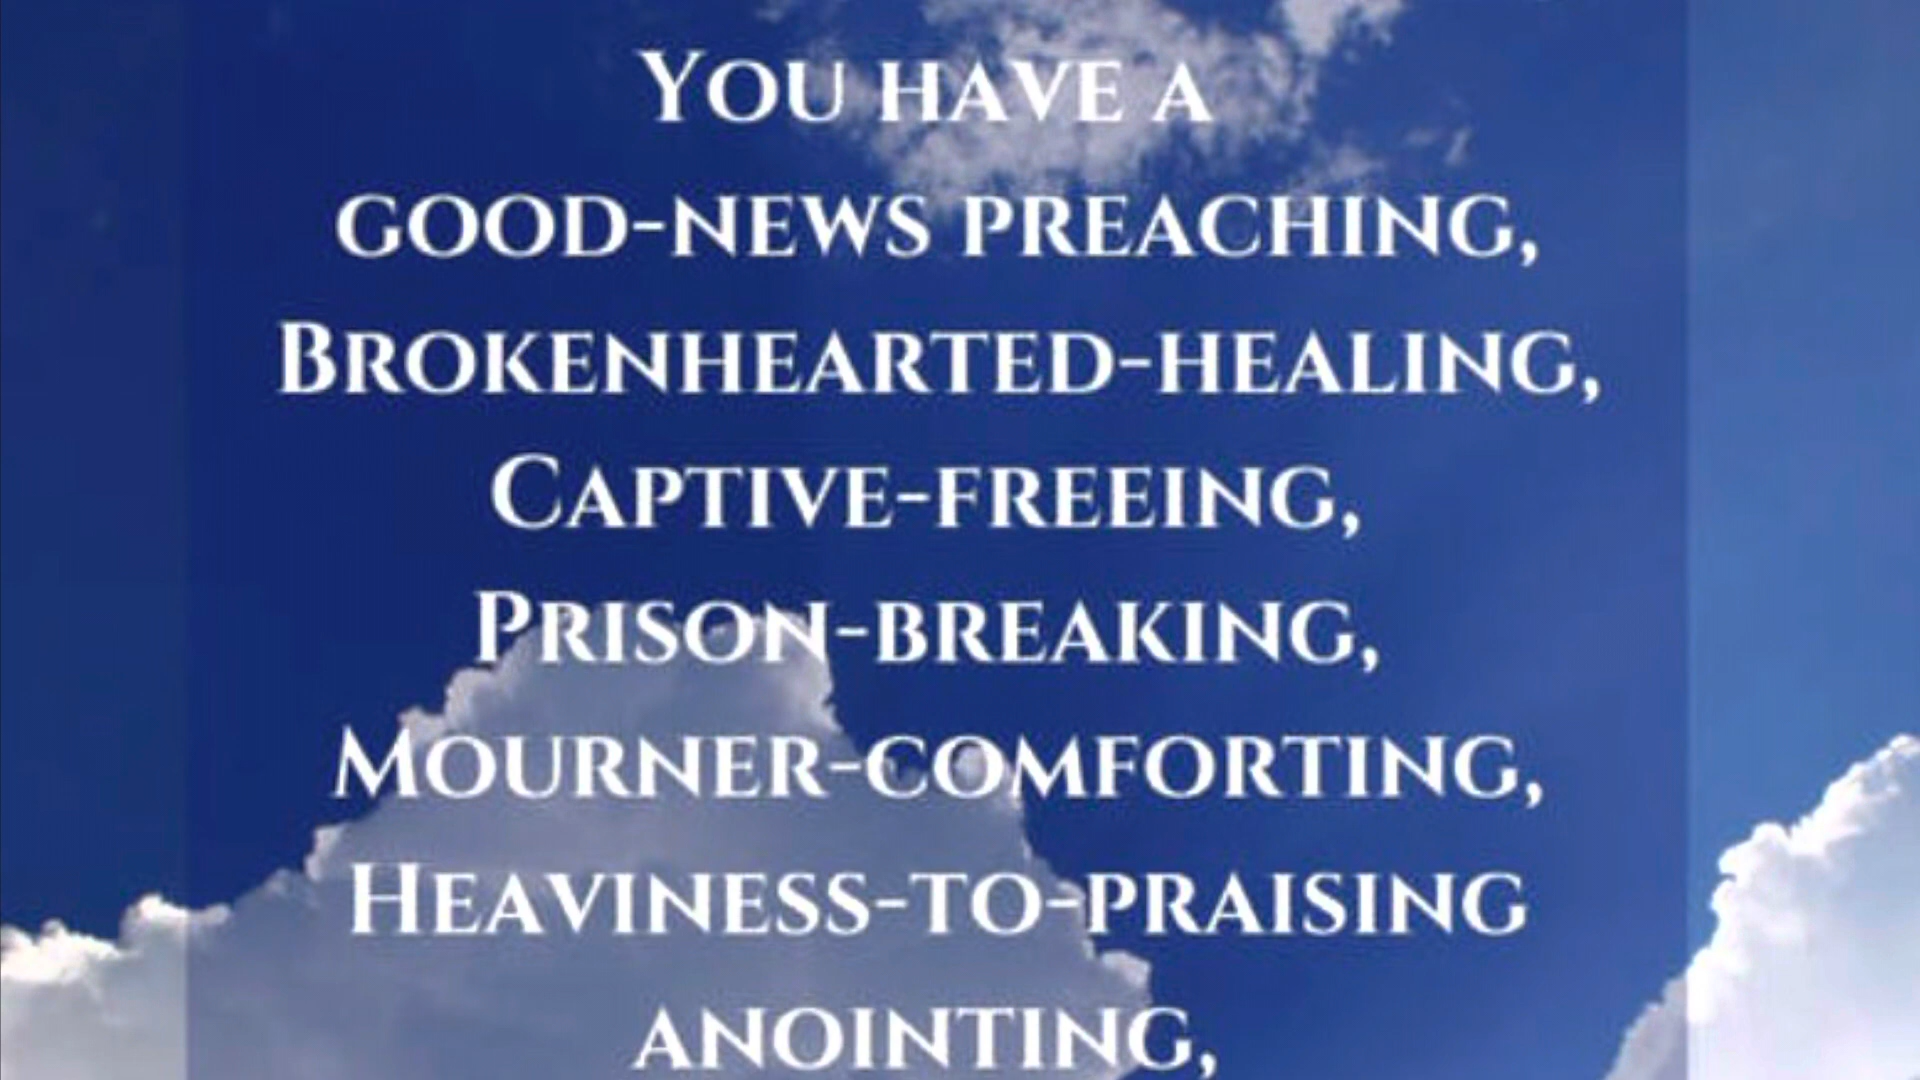 You have a
good-news preaching,
Brokenhearted-healing,
Captive-freeing,
Prison-breaking,
Mourner-comforting,
Heaviness-to-praising
anointing,